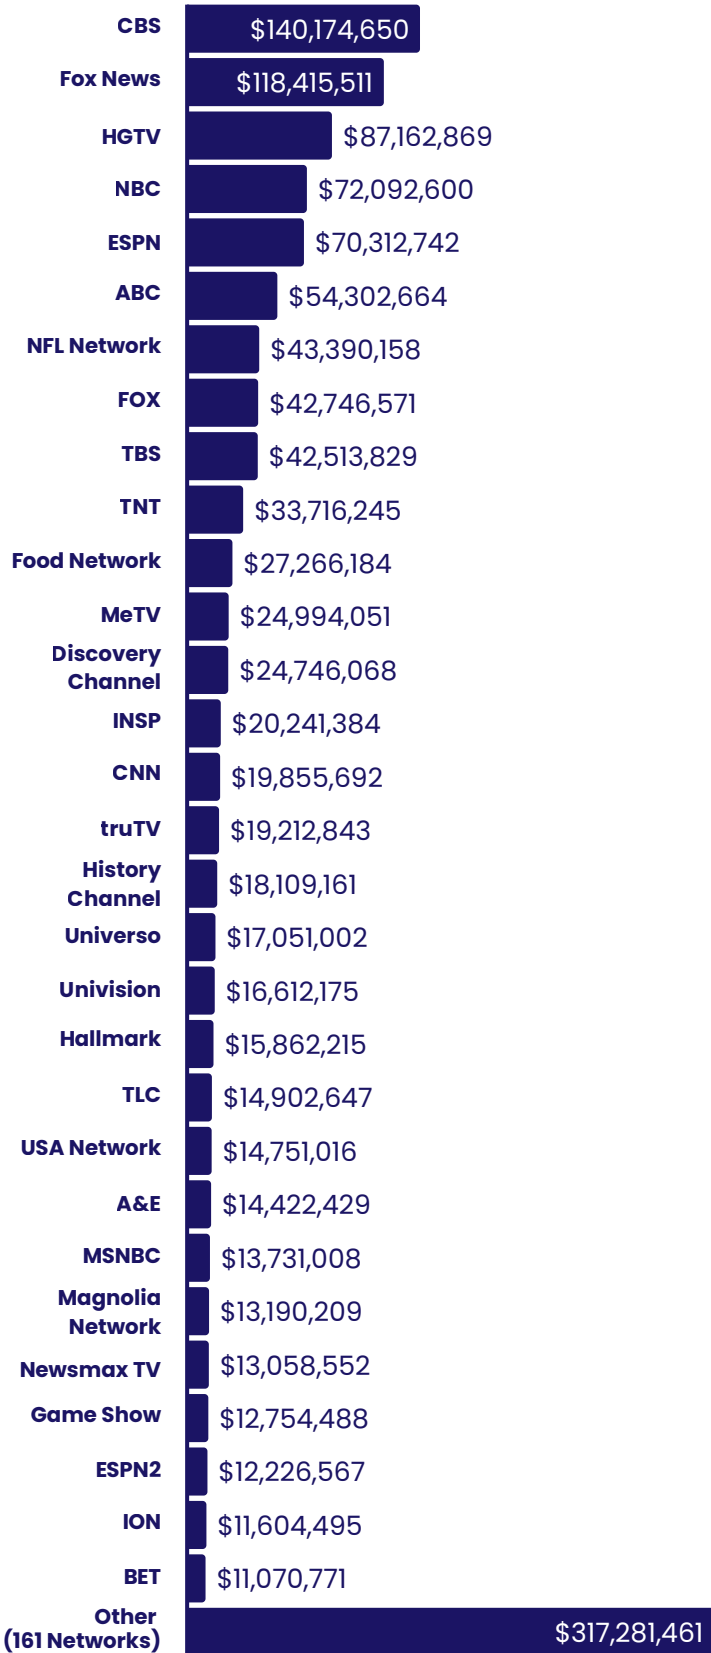 CBS $140,174,650
Fox News $118,415,511
HGTV $87,162,869
NBC $72,092,600
ESPN $70,312,742
ABC $54,302,664
NFL Network $43,390,158
FOX $42,746,571
TBS $42,513,829
TNT $33,716,245
Food Network $27,266,184
MeTV $24,994,051
Discovery
Channel $24,746,068
INSP $20,241,384
CNN $19,855,692
truTV $19,212,843
History
Channel $18,109,161
Universo $17,051,002
Univision $16,612,175
Hallmark $15,862,215
TLC $14,902,647
USA Network $14,751,016
A&E $14,422,429
MSNBC $13,731,008
Magnolia
Network $13,190,209
Newsmax TV $13,058,552
Game Show $12,754,488
ESPN2 $12,226,567
ION $11,604,495
BET $11,070,771
Other
(161 Networks) $317,281,461